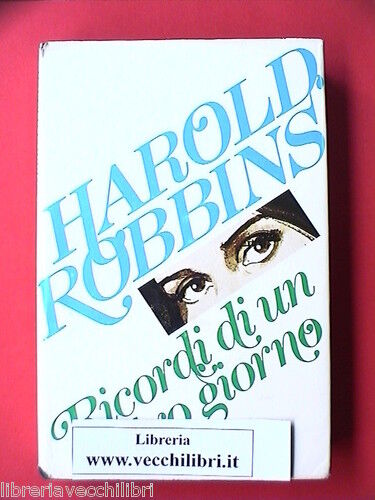 HAROLD
ROBBINS
Ricordi di un
giorno
Libreria
www.vecchilibri.it
libreriavecchilibri